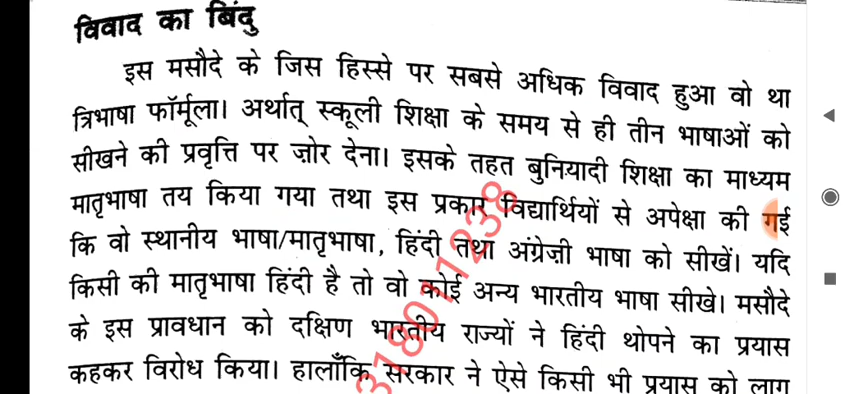 विवाद का बिंदु
इस मसौदे के जिस हिस्से पर सबसे अधिक विवाद हुआ वो था
त्रिभाषा फॉर्मूला। अर्थात् स्कूली शिक्षा के समय से ही तीन भाषाओं को
सीखने की प्रवृत्ति पर ज़ोर देना। इसके तहत बुनियादी शिक्षा का माध्यम
मातृभाषा तय किया गया तथा इस प्रकार विद्यार्थियों से अपेक्षा की गई
कि वो स्थानीय भाषा/मातृभाषा, हिंदी तथा अंग्रेज़ी भाषा को सीखें। यदि
किसी की मातृभाषा हिंदी है तो वो कोई अन्य भारतीय भाषा सीखे। मसौदे
के इस प्रावधान को दक्षिण भारतीय राज्यों ने हिंदी थोपने का प्रयास
कहकर विरोध किया। हालाँकि सरकार ने ऐसे किसी भी प्रयास को